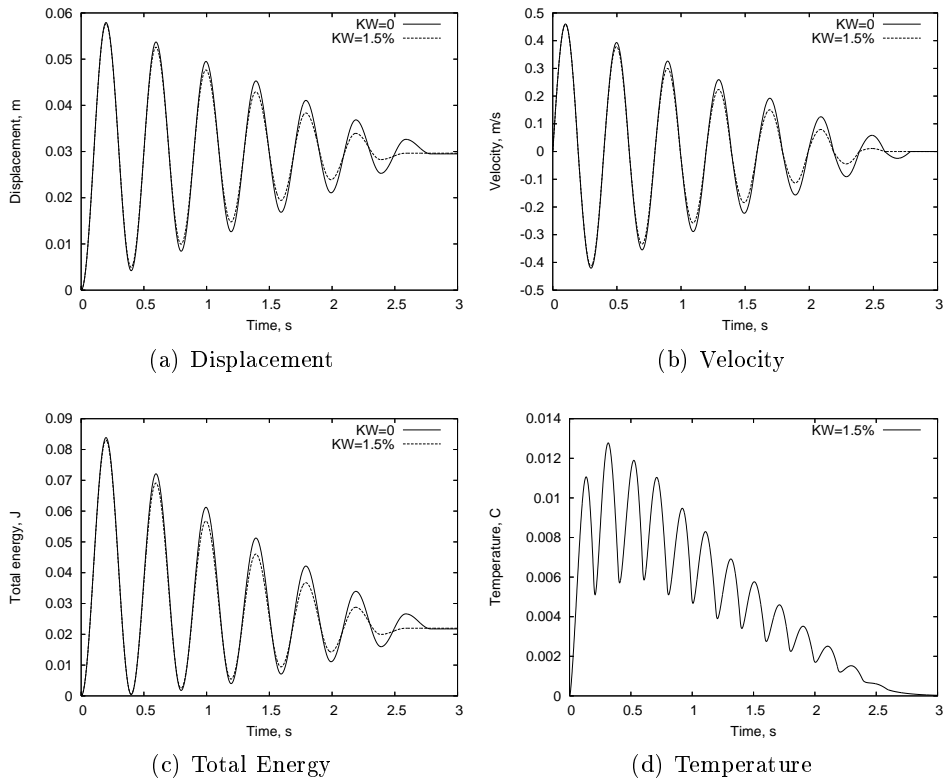 0.06
0.05
0.04
0.03
0.02
0.01
0
Displacement, m
KW=0
KW=1.5%
0 0.5 1 1.5 2 2.5 3
Time, s
(a) Displacement
0.5
0.4
0.3
0.2
0.1
0
-0.1
-0.2
-0.3
-0.4
-0.5
Velocity, m/s
KW=0
KW=1.5%
0 0.5 1 1.5 2 2.5 3
Time, s
(b) Velocity
0.09
0.08
0.07
0.06
0.05
0.04
0.03
0.02
0.01
0
Total energy, J
KW=0
KW=1.5%
0 0.5 1 1.5 2 2.5 3
Time, s
(c) Total Energy
0.014
0.012
0.01
0.008
0.006
0.004
0.002
0
Temperature, C
KW=1.5%
0 0.5 1 1.5 2 2.5 3
Time, s
(d) Temperature